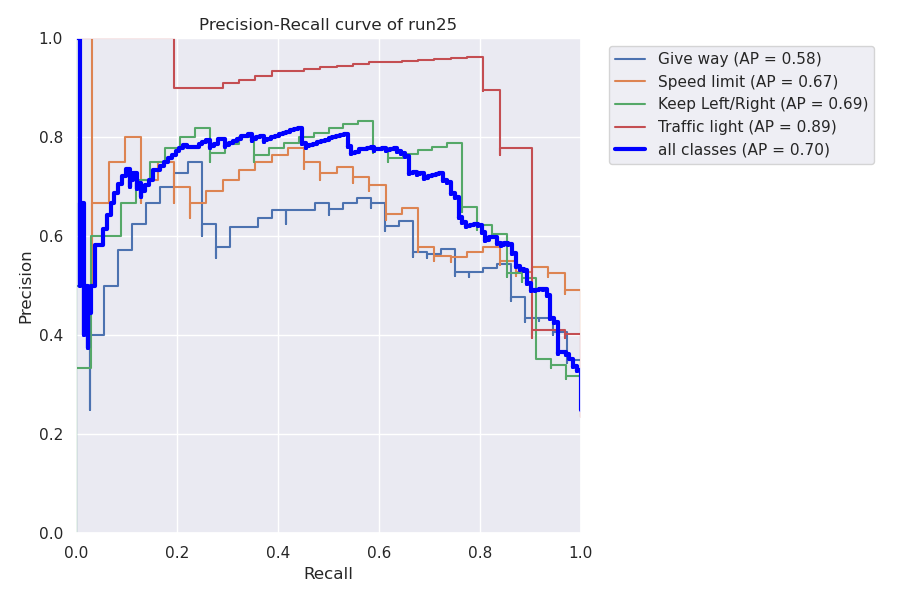 Precision-Recall curve of run25
1.0
0.8
0.6
0.4
0.2
0.0
Precision
0.0 0.2 0.4 0.6 0.8 1.0
Recall
Give way (AP = 0.58)
Speed limit (AP = 0.67)
Keep Left/Right (AP = 0.69)
Traffic light (AP = 0.89)
all classes (AP = 0.70)